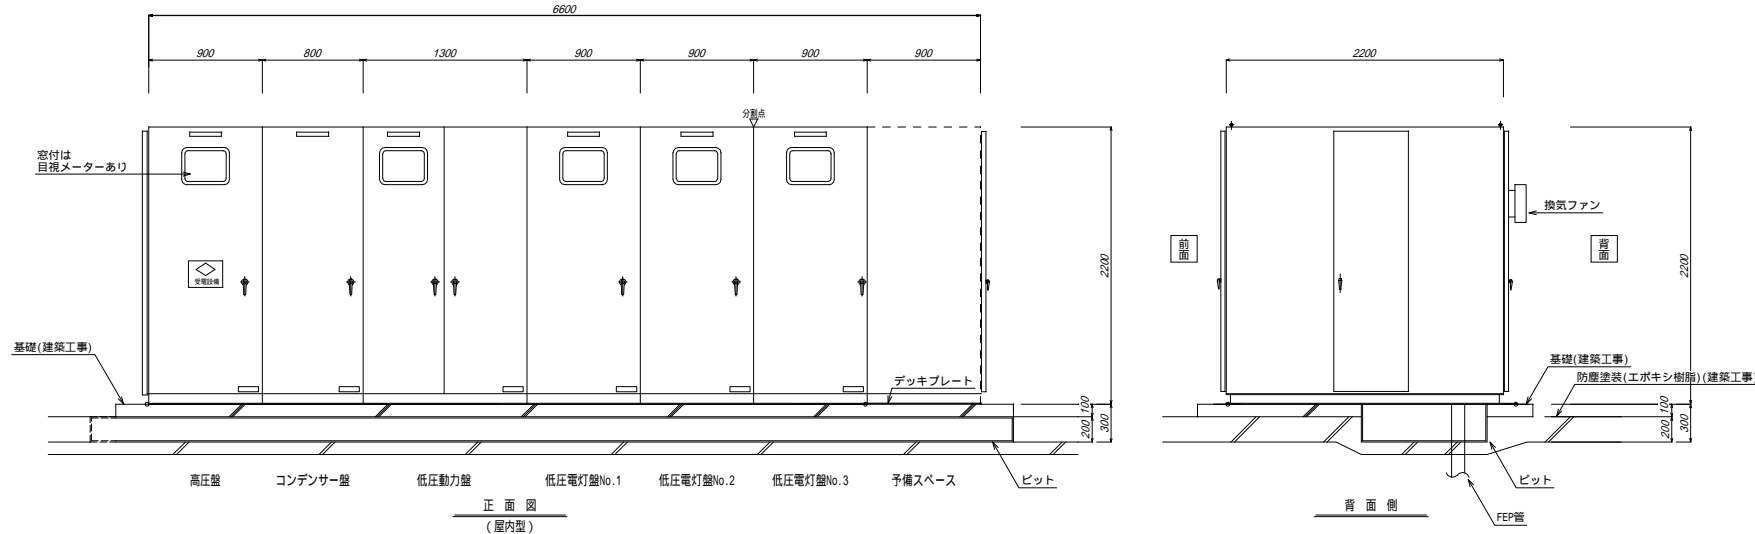 6600
900
800
1300
900
900
900
900
分割点
窓付は
目視メーターあり
受電設備
2200
基礎(建築工事)
デッキプレート
100
200
300
高圧盤
コンデンサー盤
低圧動力盤
低圧電灯盤No.1
低圧電灯盤No.2
低圧電灯盤No.3
予備スペース
ピット
正面図
(屋内型)
2200
換気ファン
前面
背面
2200
基礎(建築工事)
防塵塗装(エポキシ樹脂)(建築工事)
100
200
300
ピット
背面側
FEP管